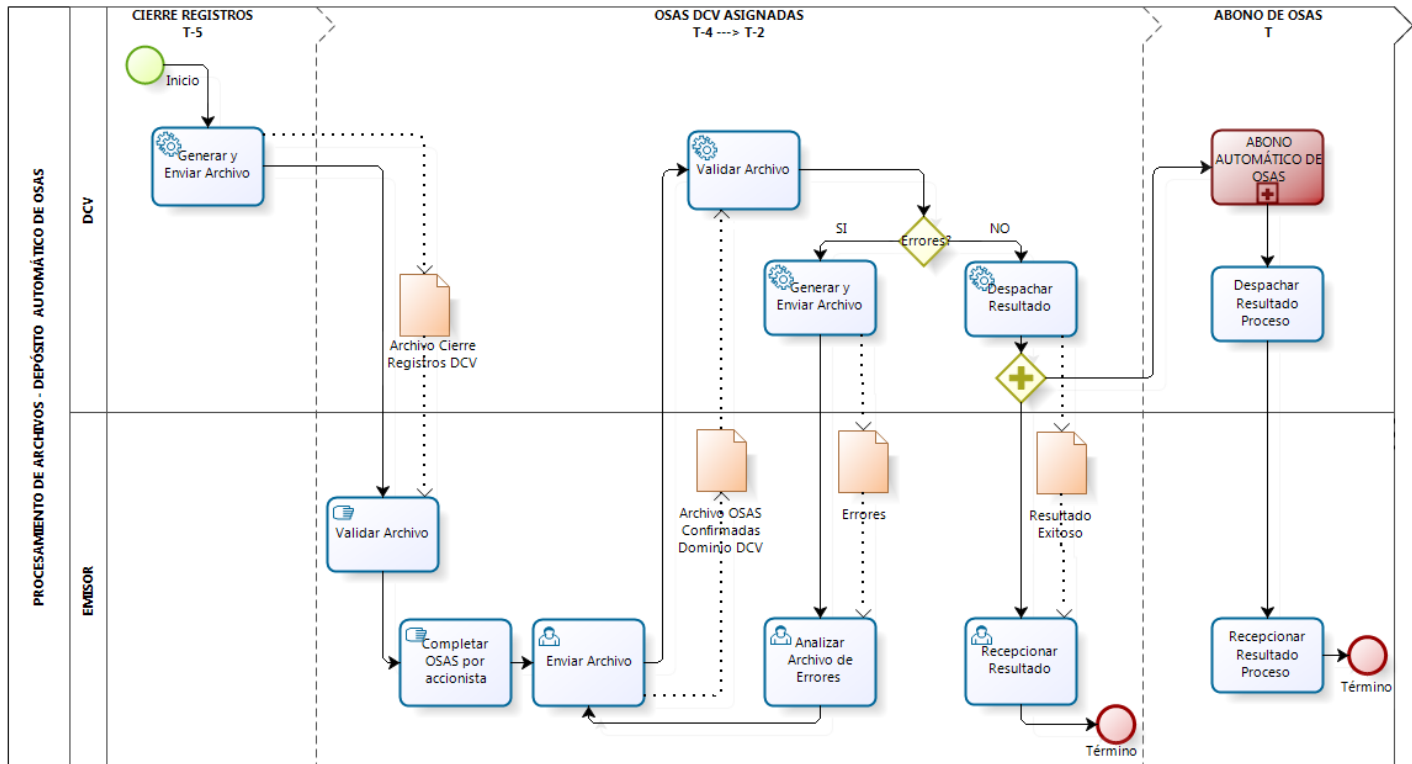 PROCESAMIENTO DE ARCHIVOS - DEPÓSITO AUTOMÁTICO DE OSAS
CIERRE REGISTROS
T-5
OSAS DCV ASIGNADAS
T-4 ---> T-2
ABONO DE OSAS
T
DCV
Inicio
Generar y
Enviar Archivo
Archivo Cierre
Registros DCV
Validar Archivo
Errores?
SI
NO
Generar y
Enviar Archivo
Despachar
Resultado
ABONO
AUTOMÁTICO DE
OSAS
Despachar
Resultado
Proceso
EMISOR
Validar Archivo
Completar
OSAS por
accionista
Enviar Archivo
Archivo OSAS
Confirmadas
Dominio DCV
Errores
Analizar
Archivo de
Errores
Resultado
Exitoso
Recepcionar
Resultado
Término
Recepcionar
Resultado
Proceso
Término